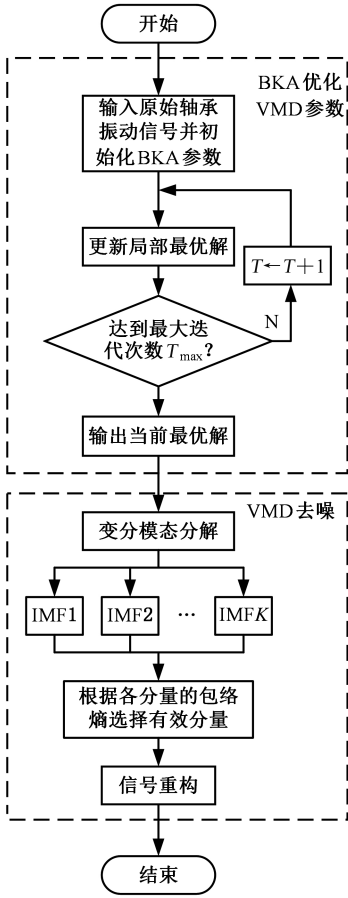 开始
BKA优化
VMD参数
输入原始轴承
振动信号并初
始化BKA参数
更新局部最优解
T←T+1
N
达到最大迭
代次数Tmax?
输出当前最优解
VMD去噪
变分模态分解
IMF1 IMF2 … IMFK
根据各分量的包络
熵选择有效分量
信号重构
结束